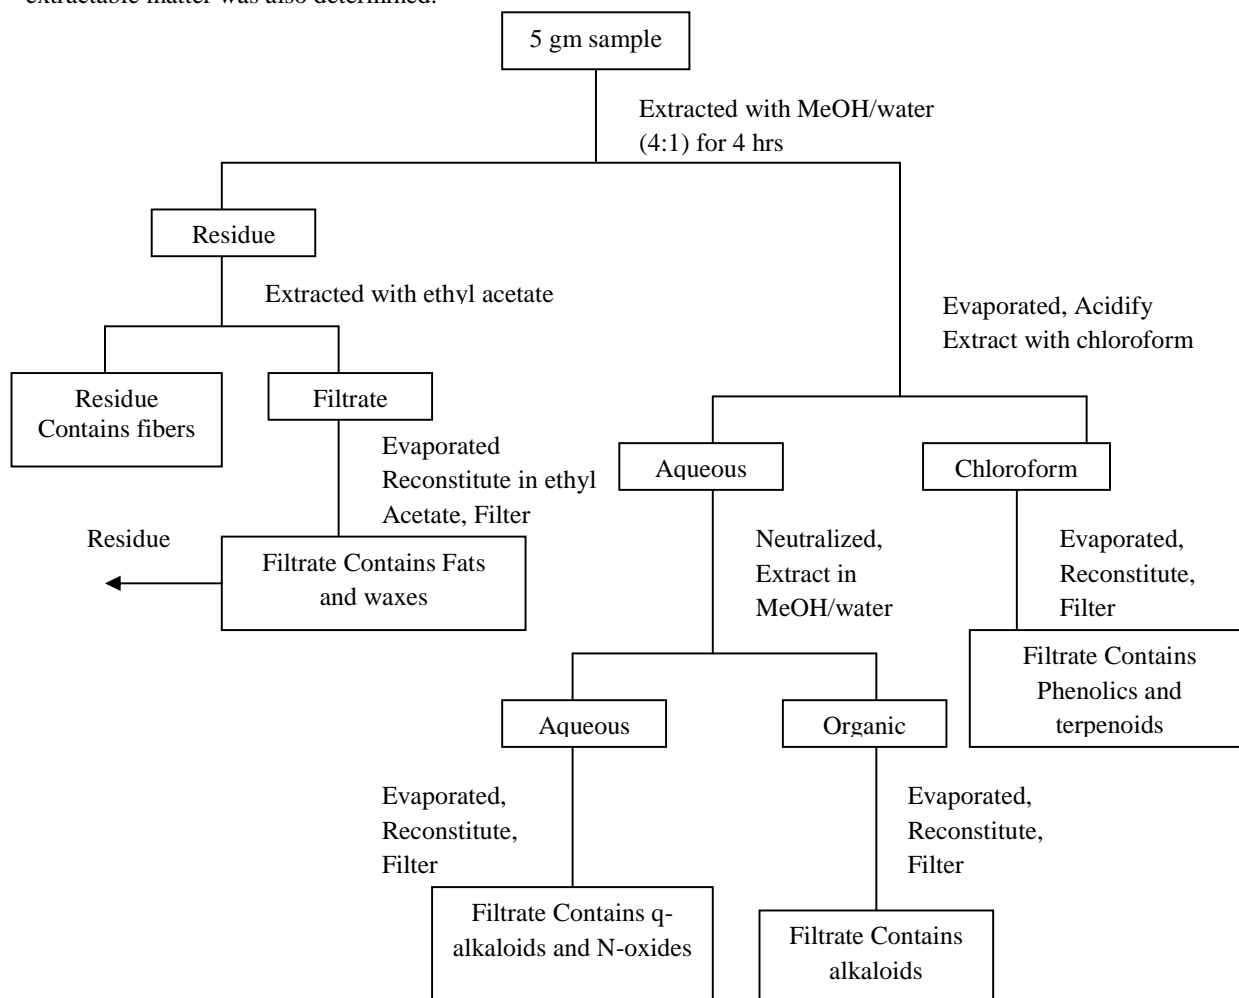 extractable matter was also determined.
5 gm sample
Extracted with MeOH/water
(4:1) for 4 hrs
Residue
Extracted with ethyl acetate
Evaporated, Acidify
Extract with chloroform
Residue
Contains fibers
Filtrate
Evaporated
Reconstitute in ethyl
Acetate, Filter
Aqueous
Chloroform
Residue
Filtrate Contains Fats
and waxes
Neutralized,
Extract in
MeOH/water
Evaporated,
Reconstitute,
Filter
Filtrate Contains
Phenolics and
terpenoids
Aqueous
Organic
Evaporated,
Reconstitute,
Filter
Evaporated,
Reconstitute,
Filter
Filtrate Contains q-
alkaloids and N-oxides
Filtrate Contains
alkaloids